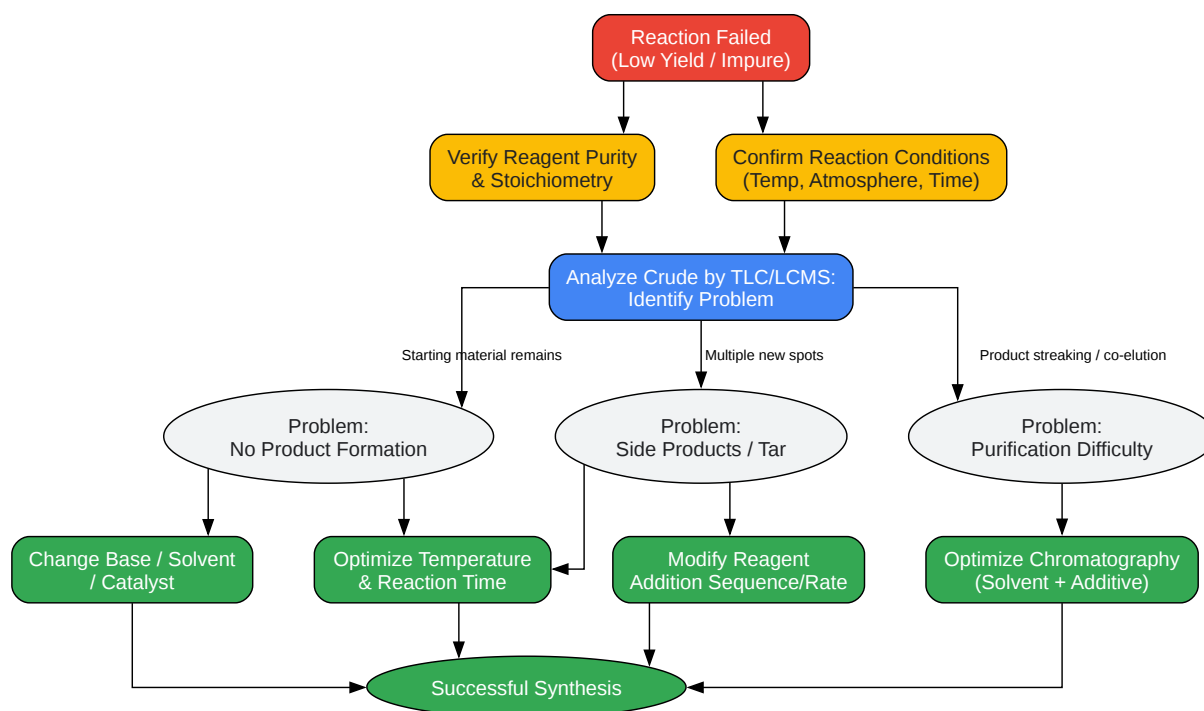 Reaction Failed
(Low Yield / Impure)
Verify Reagent Purity
& Stoichiometry
Confirm Reaction Conditions
(Temp, Atmosphere, Time)
Analyze Crude by TLC/LCMS:
Identify Problem
Starting material remains
Multiple new spots
Product streaking / co-elution
Problem:
No Product Formation
Problem:
Side Products / Tar
Problem:
Purification Difficulty
Change Base / Solvent
/ Catalyst
Optimize Temperature
& Reaction Time
Modify Reagent
Addition Sequence/Rate
Optimize Chromatography
(Solvent + Additive)
Successful Synthesis